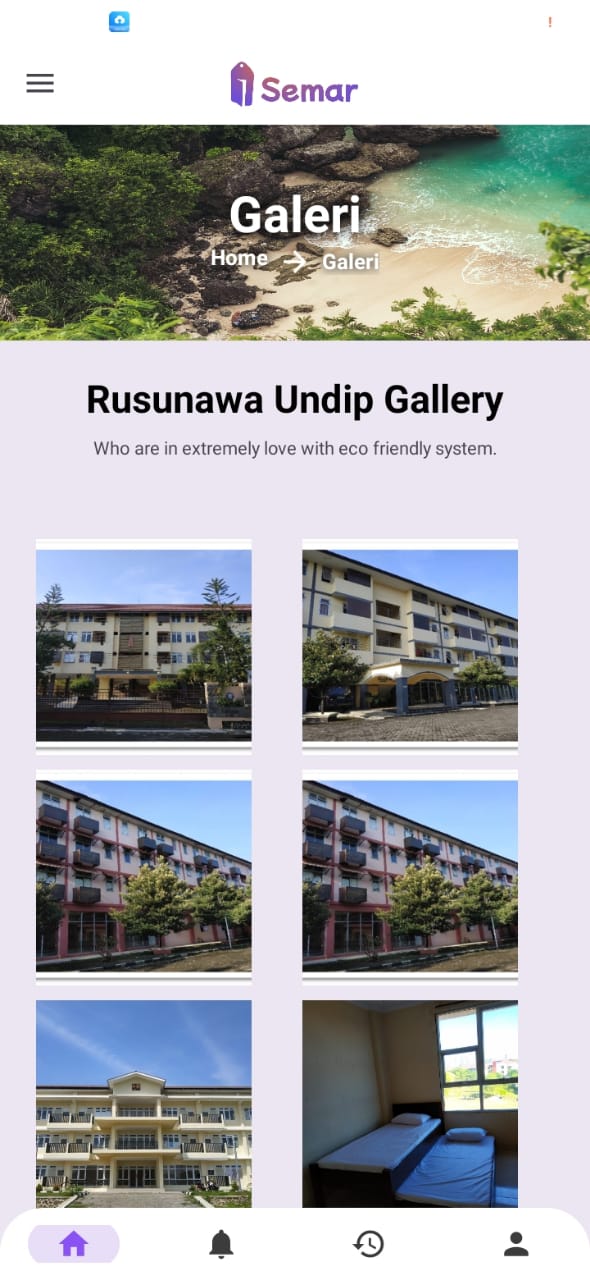 Semar
Galeri
Home → Galeri
Rusunawa Undip Gallery
Who are in extremely love with eco friendly system.